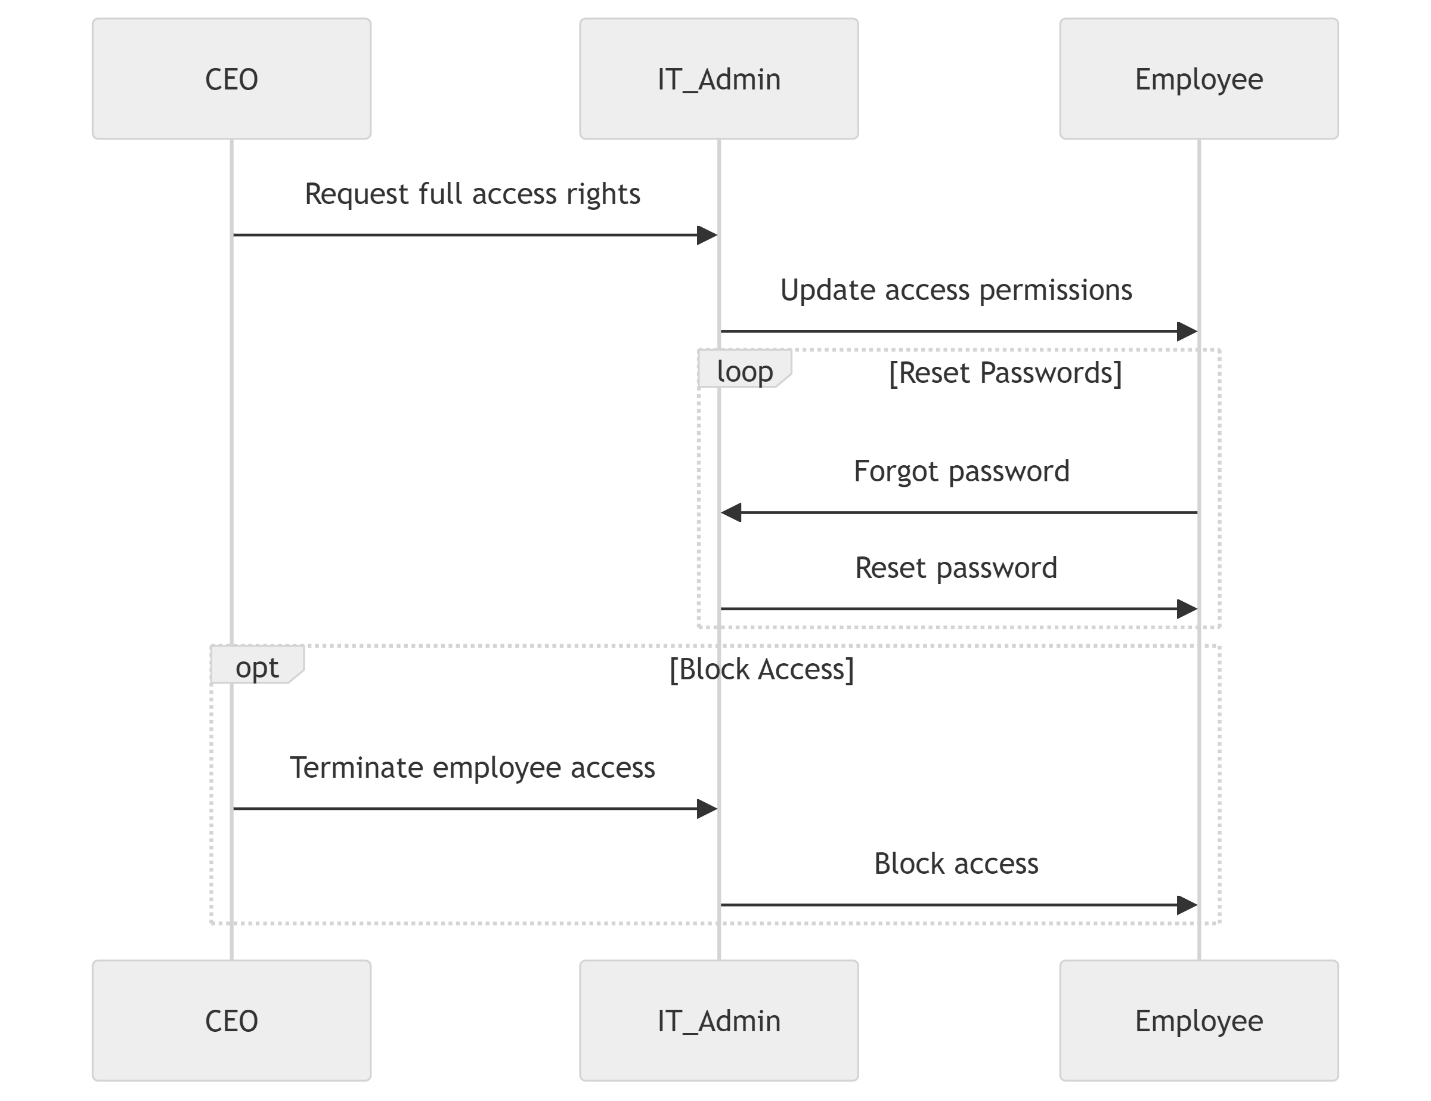 CEO
IT_Admin
Employee
Request full access rights
Update access permissions
loop
[Reset Passwords]
Forgot password
Reset password
opt
[Block Access]
Terminate employee access
Block access
CEO
IT_Admin
Employee